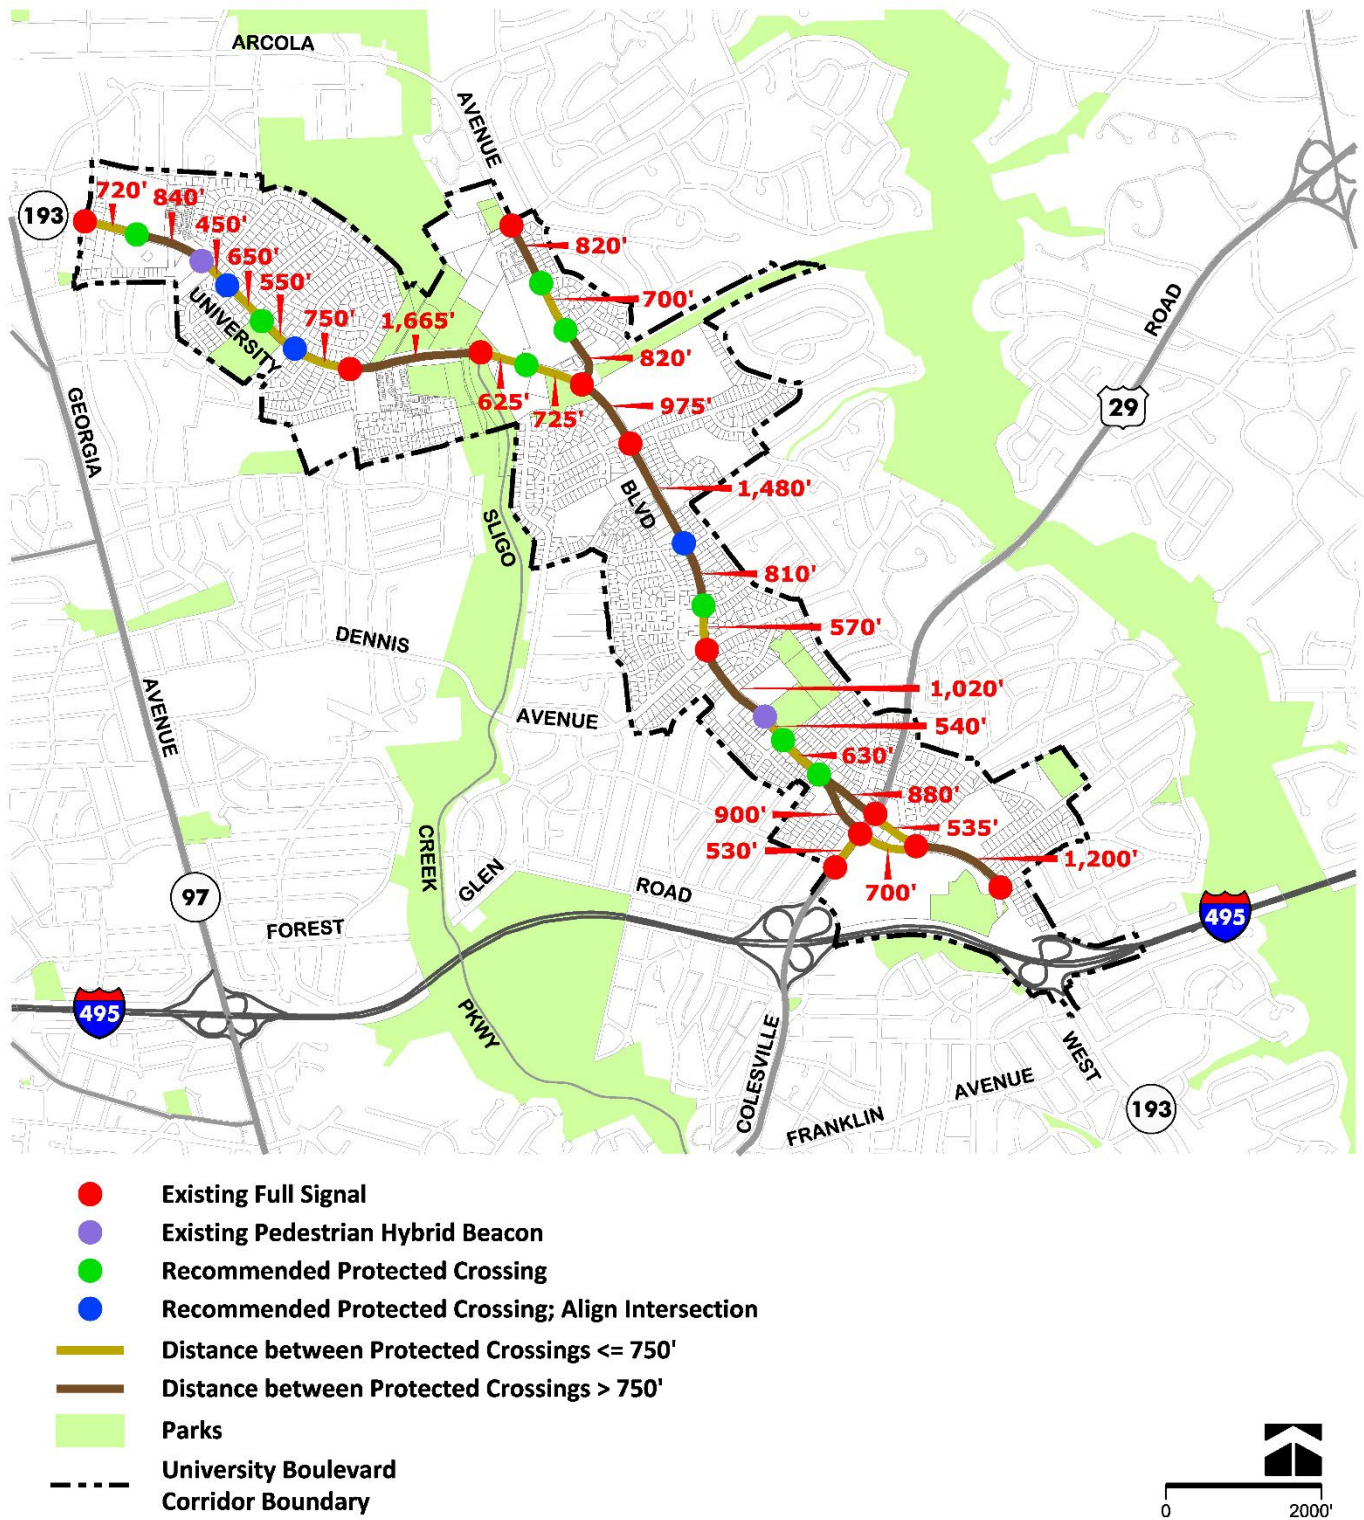 ARCOLA
AVENUE
193
720'
840'
450'
650'
550'
750'
1,665'
820'
700'
820'
UNIVERSITY
625'
725'
975'
29
ROAD
GEORGIA
1,480'
BLVD
SLIGO
810'
570'
DENNIS
AVENUE
1,020'
AVENUE
540'
630'
880'
900'
535'
530'
1,200'
700'
CREEK
GLEN
ROAD
97
FOREST
495
495
PKWY
COLESVILLE
WEST
AVENUE
FRANKLIN
193
Existing Full Signal
Existing Pedestrian Hybrid Beacon
Recommended Protected Crossing
Recommended Protected Crossing; Align Intersection
Distance between Protected Crossings <= 750'
Distance between Protected Crossings > 750'
Parks
University Boulevard
Corridor Boundary
0 2000'